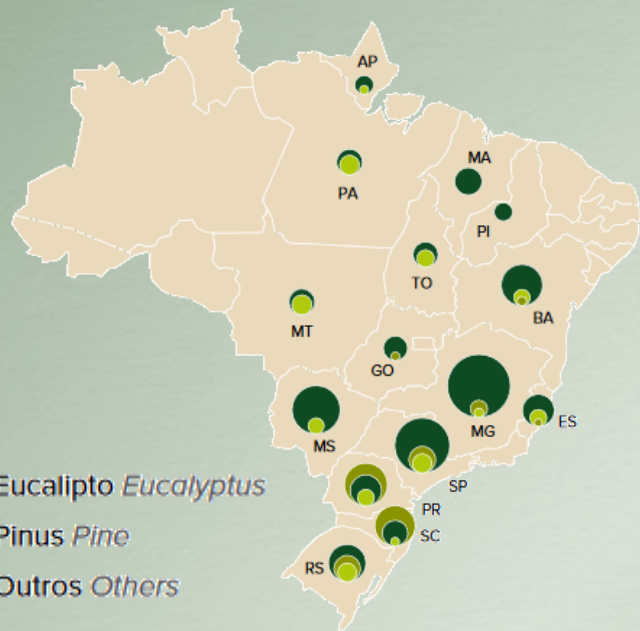 AP
MA
PA
PI
TO
BA
MT
GO
ES
MG
MS
SP
Eucalipto Eucalyptus
PR
Pinus Pine
SC
RS
Outros Others